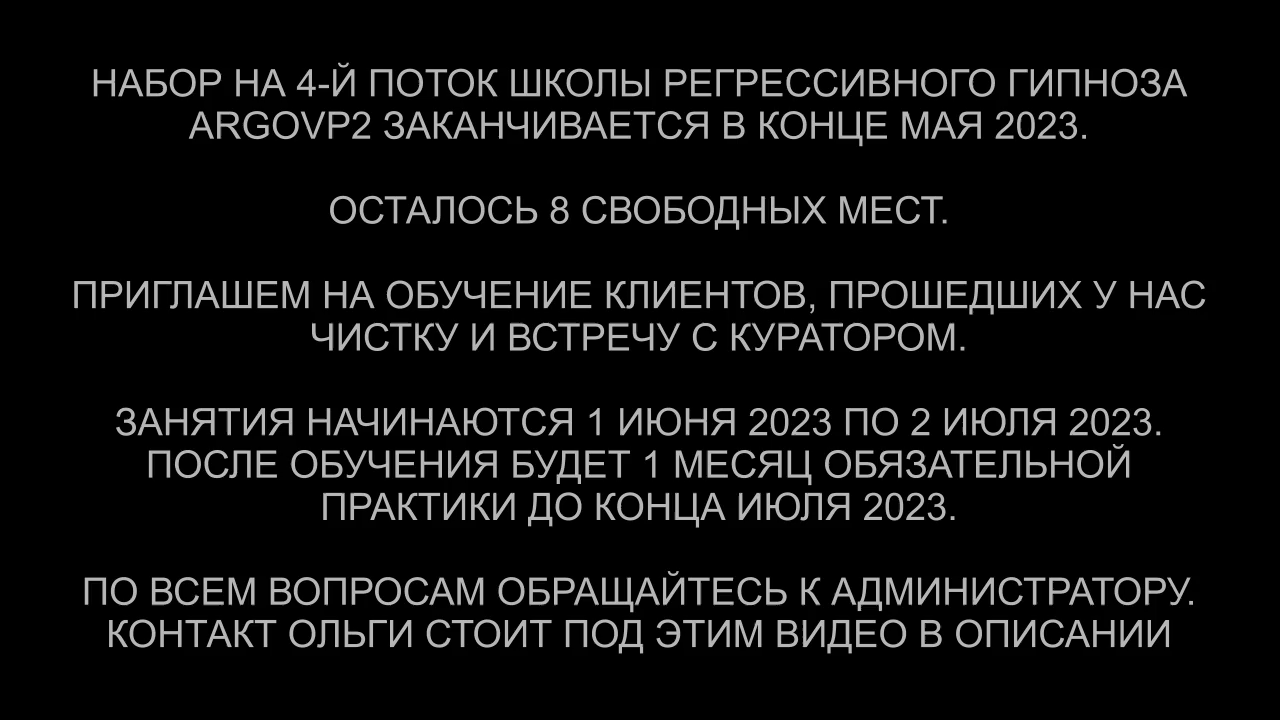 НАБОР НА 4-Й ПОТОК ШКОЛЫ РЕГРЕССИВНОГО ГИПНОЗА
ARGOVP2 ЗАКАНЧИВАЕТСЯ В КОНЦЕ МАЯ 2023.
ОСТАЛОСЬ 8 СВОБОДНЫХ МЕСТ.
ПРИГЛАШЕМ НА ОБУЧЕНИЕ КЛИЕНТОВ, ПРОШЕДШИХ У НАС
ЧИСТКУ И ВСТРЕЧУ С КУРАТОРОМ.
ЗАНЯТИЯ НАЧИНАЮТСЯ 1 ИЮНЯ 2023 ПО 2 ИЮЛЯ 2023.
ПОСЛЕ ОБУЧЕНИЯ БУДЕТ 1 МЕСЯЦ ОБЯЗАТЕЛЬНОЙ
ПРАКТИКИ ДО КОНЦА ИЮЛЯ 2023.
ПО ВСЕМ ВОПРОСАМ ОБРАЩАЙТЕСЬ К АДМИНИСТРАТОРУ.
КОНТАКТ ОЛЬГИ СТОИТ ПОД ЭТИМ ВИДЕО В ОПИСАНИИ